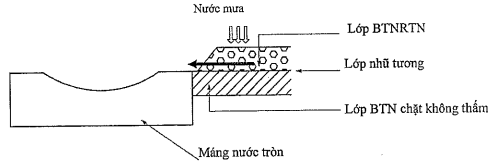 Nước mưa
Lớp BTNRTN
Lớp nhũ tương
Lớp BTN chặt không thấm
Máng nước tròn